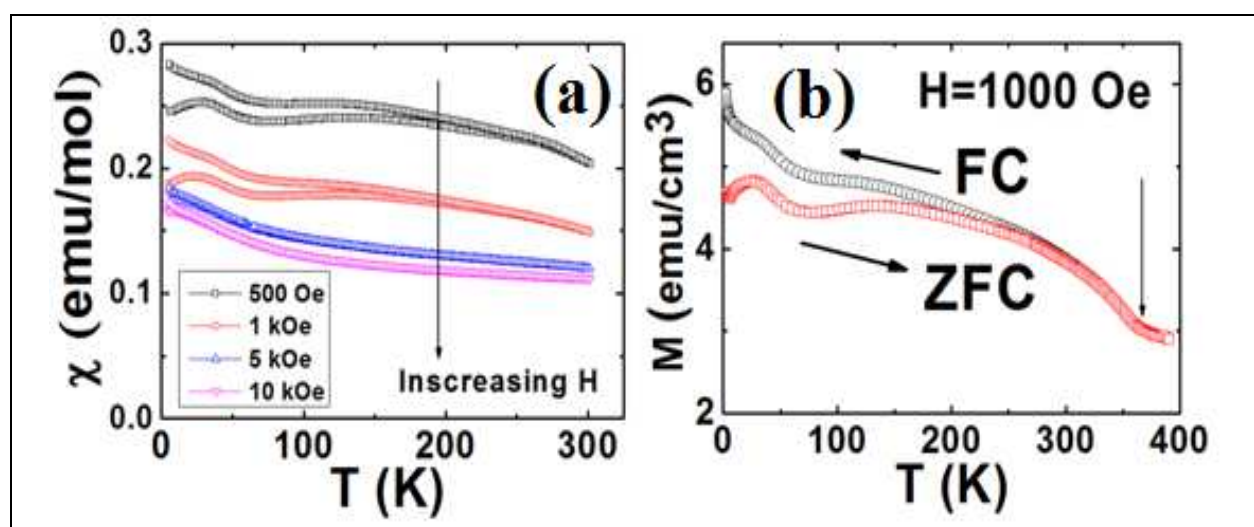 (a)
χ (emu/mol)
0.3
0.2
0.1
0.0
500 Oe
1 kOe
5 kOe
10 kOe
Inscreasing H
0
100
200
300
T (K)
(b)
H=1000 Oe
M (emu/cm³)
6
4
2
FC
ZFC
0
100
200
300
400
T (K)